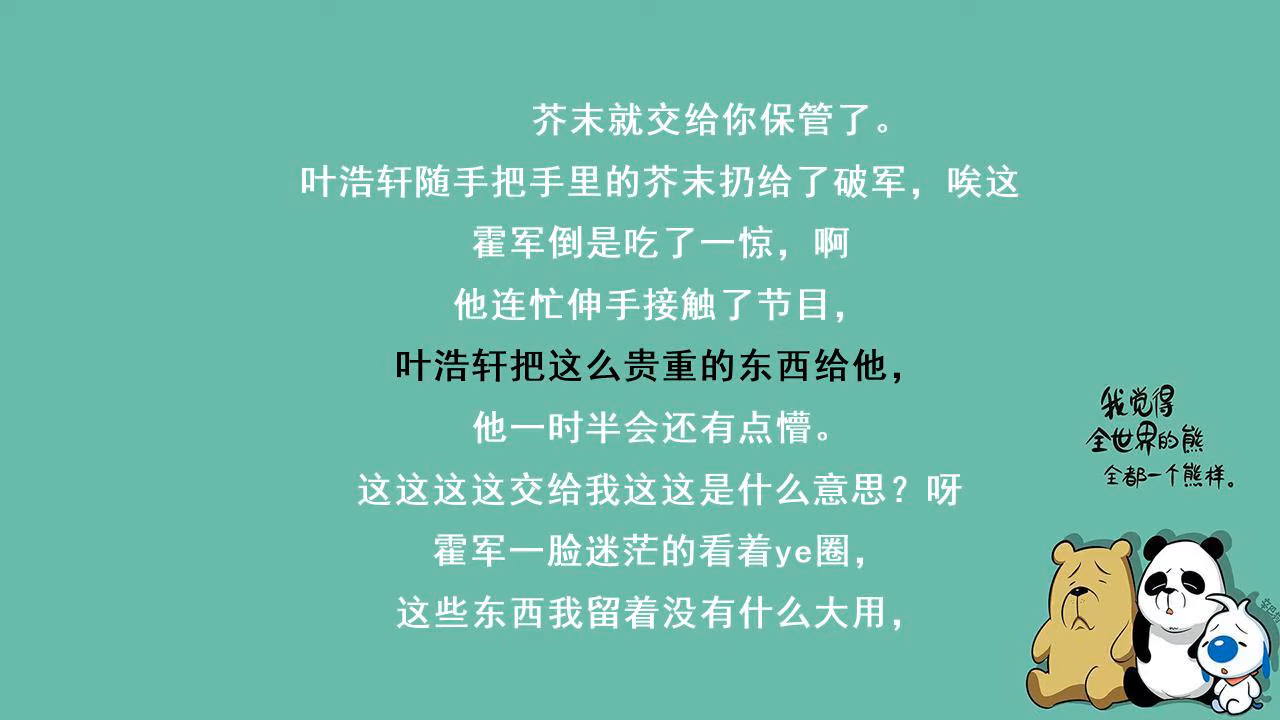 芥末就交给你保管了。
叶浩轩随手把手里的芥末扔给了破军，唉这
霍军倒是吃了一惊，啊
他连忙伸手接触了节目，
叶浩轩把这么贵重的东西给他，
他一时半会还有点懵。
这这这这交给我这这是什么意思？呀
霍军一脸迷茫的看着ye圈，
这些东西我留着没有什么大用，
我觉得
全世界的熊
全都一个熊样。